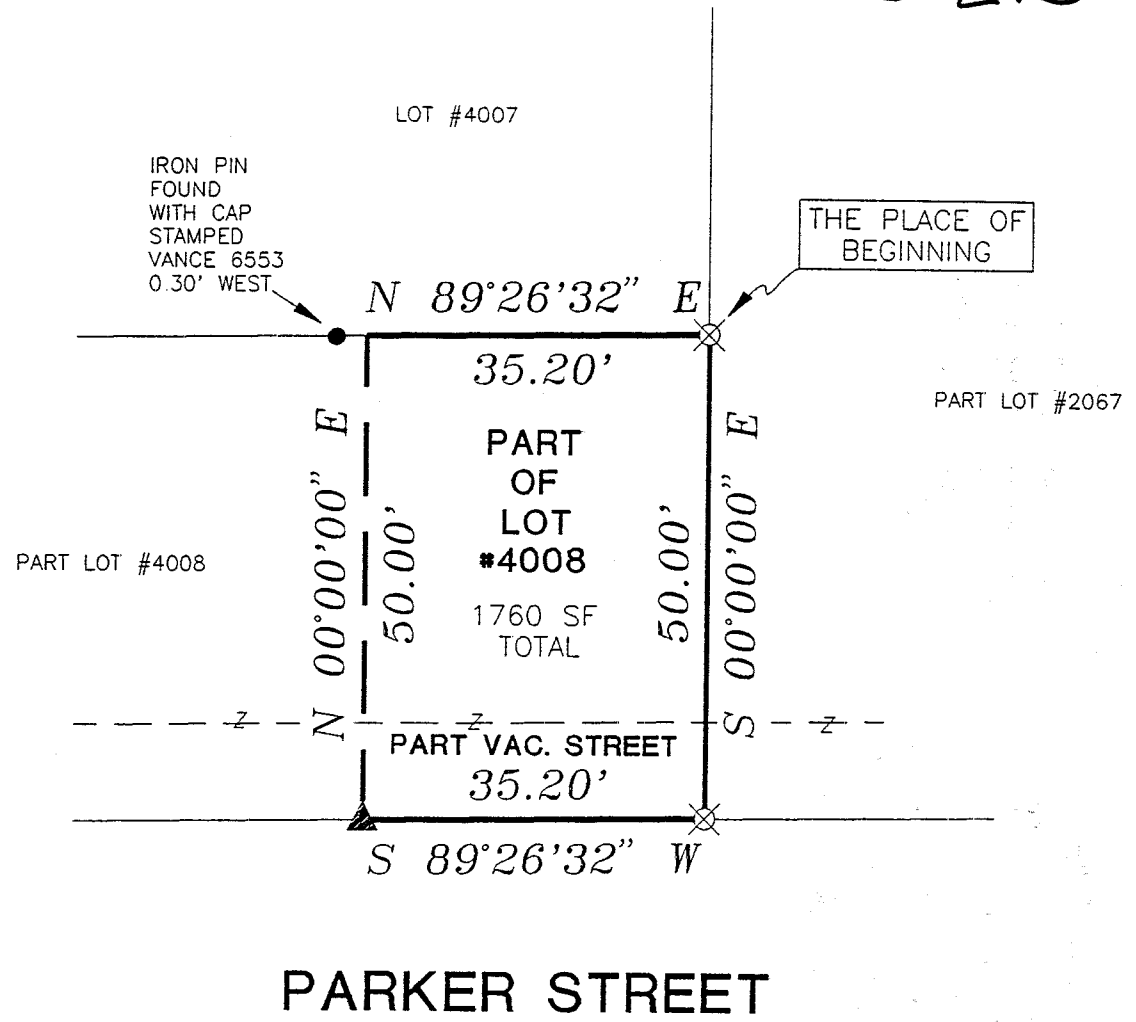 LOT #4007
IRON PIN
FOUND
WITH CAP
STAMPED
VANCE 6553
0.30' WEST
THE PLACE OF
BEGINNING
N 89°26'32" E
35.20'
PART LOT #2067
N 00°00'00" E
50.00'
PART
OF
LOT
#4008
1760 SF
TOTAL
50.00'
S 00°00'00" E
PART LOT #4008
Z Z Z
PART VAC. STREET
35.20'
S 89°26'32" W
PARKER STREET